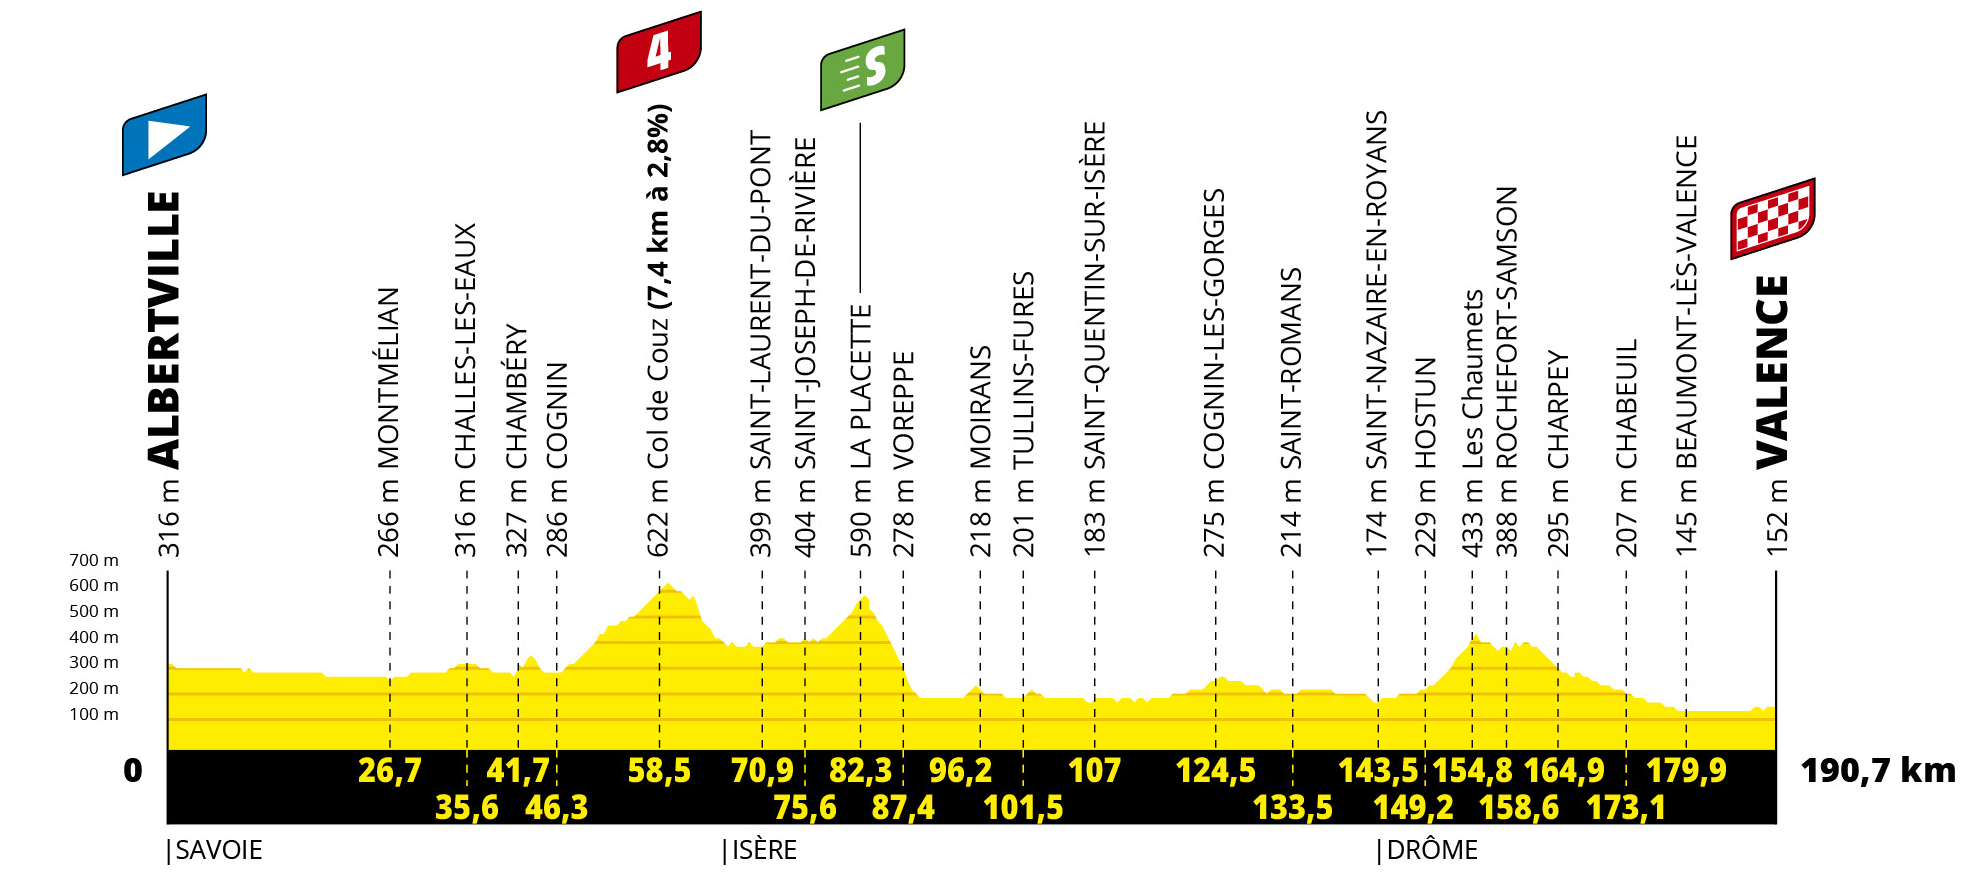 4
S
316 m ALBERTVILLE
266 m MONTMÉLIAN
316 m CHALLES-LES-EAUX
327 m CHAMBÉRY
286 m COGNIN
622 m Col de Couz (7,4 km à 2,8%)
399 m SAINT-LAURENT-DU-PONT
404 m SAINT-JOSEPH-DE-RIVIÈRE
590 m LA PLACETTE
278 m VOREPPE
218 m MOIRANS
201 m TULLINS-FURES
183 m SAINT-QUENTIN-SUR-ISÈRE
275 m COGNIN-LES-GORGES
214 m SAINT-ROMANS
174 m SAINT-NAZAIRE-EN-ROYANS
229 m HOSTUN
433 m Les Chaumets
388 m ROCHEFORT-SAMSON
295 m CHARPEY
207 m CHABEUIL
145 m BEAUMONT-LÈS-VALENCE
152 m VALENCE
700 m
600 m
500 m
400 m
300 m
200 m
100 m
0 26,7 41,7 58,5 70,9 82,3 96,2 107 124,5 143,5 154,8 164,9 179,9 190,7 km
35,6 46,3 75,6 87,4 101,5 133,5 149,2 158,6 173,1
|SAVOIE |ISÈRE |DRÔME